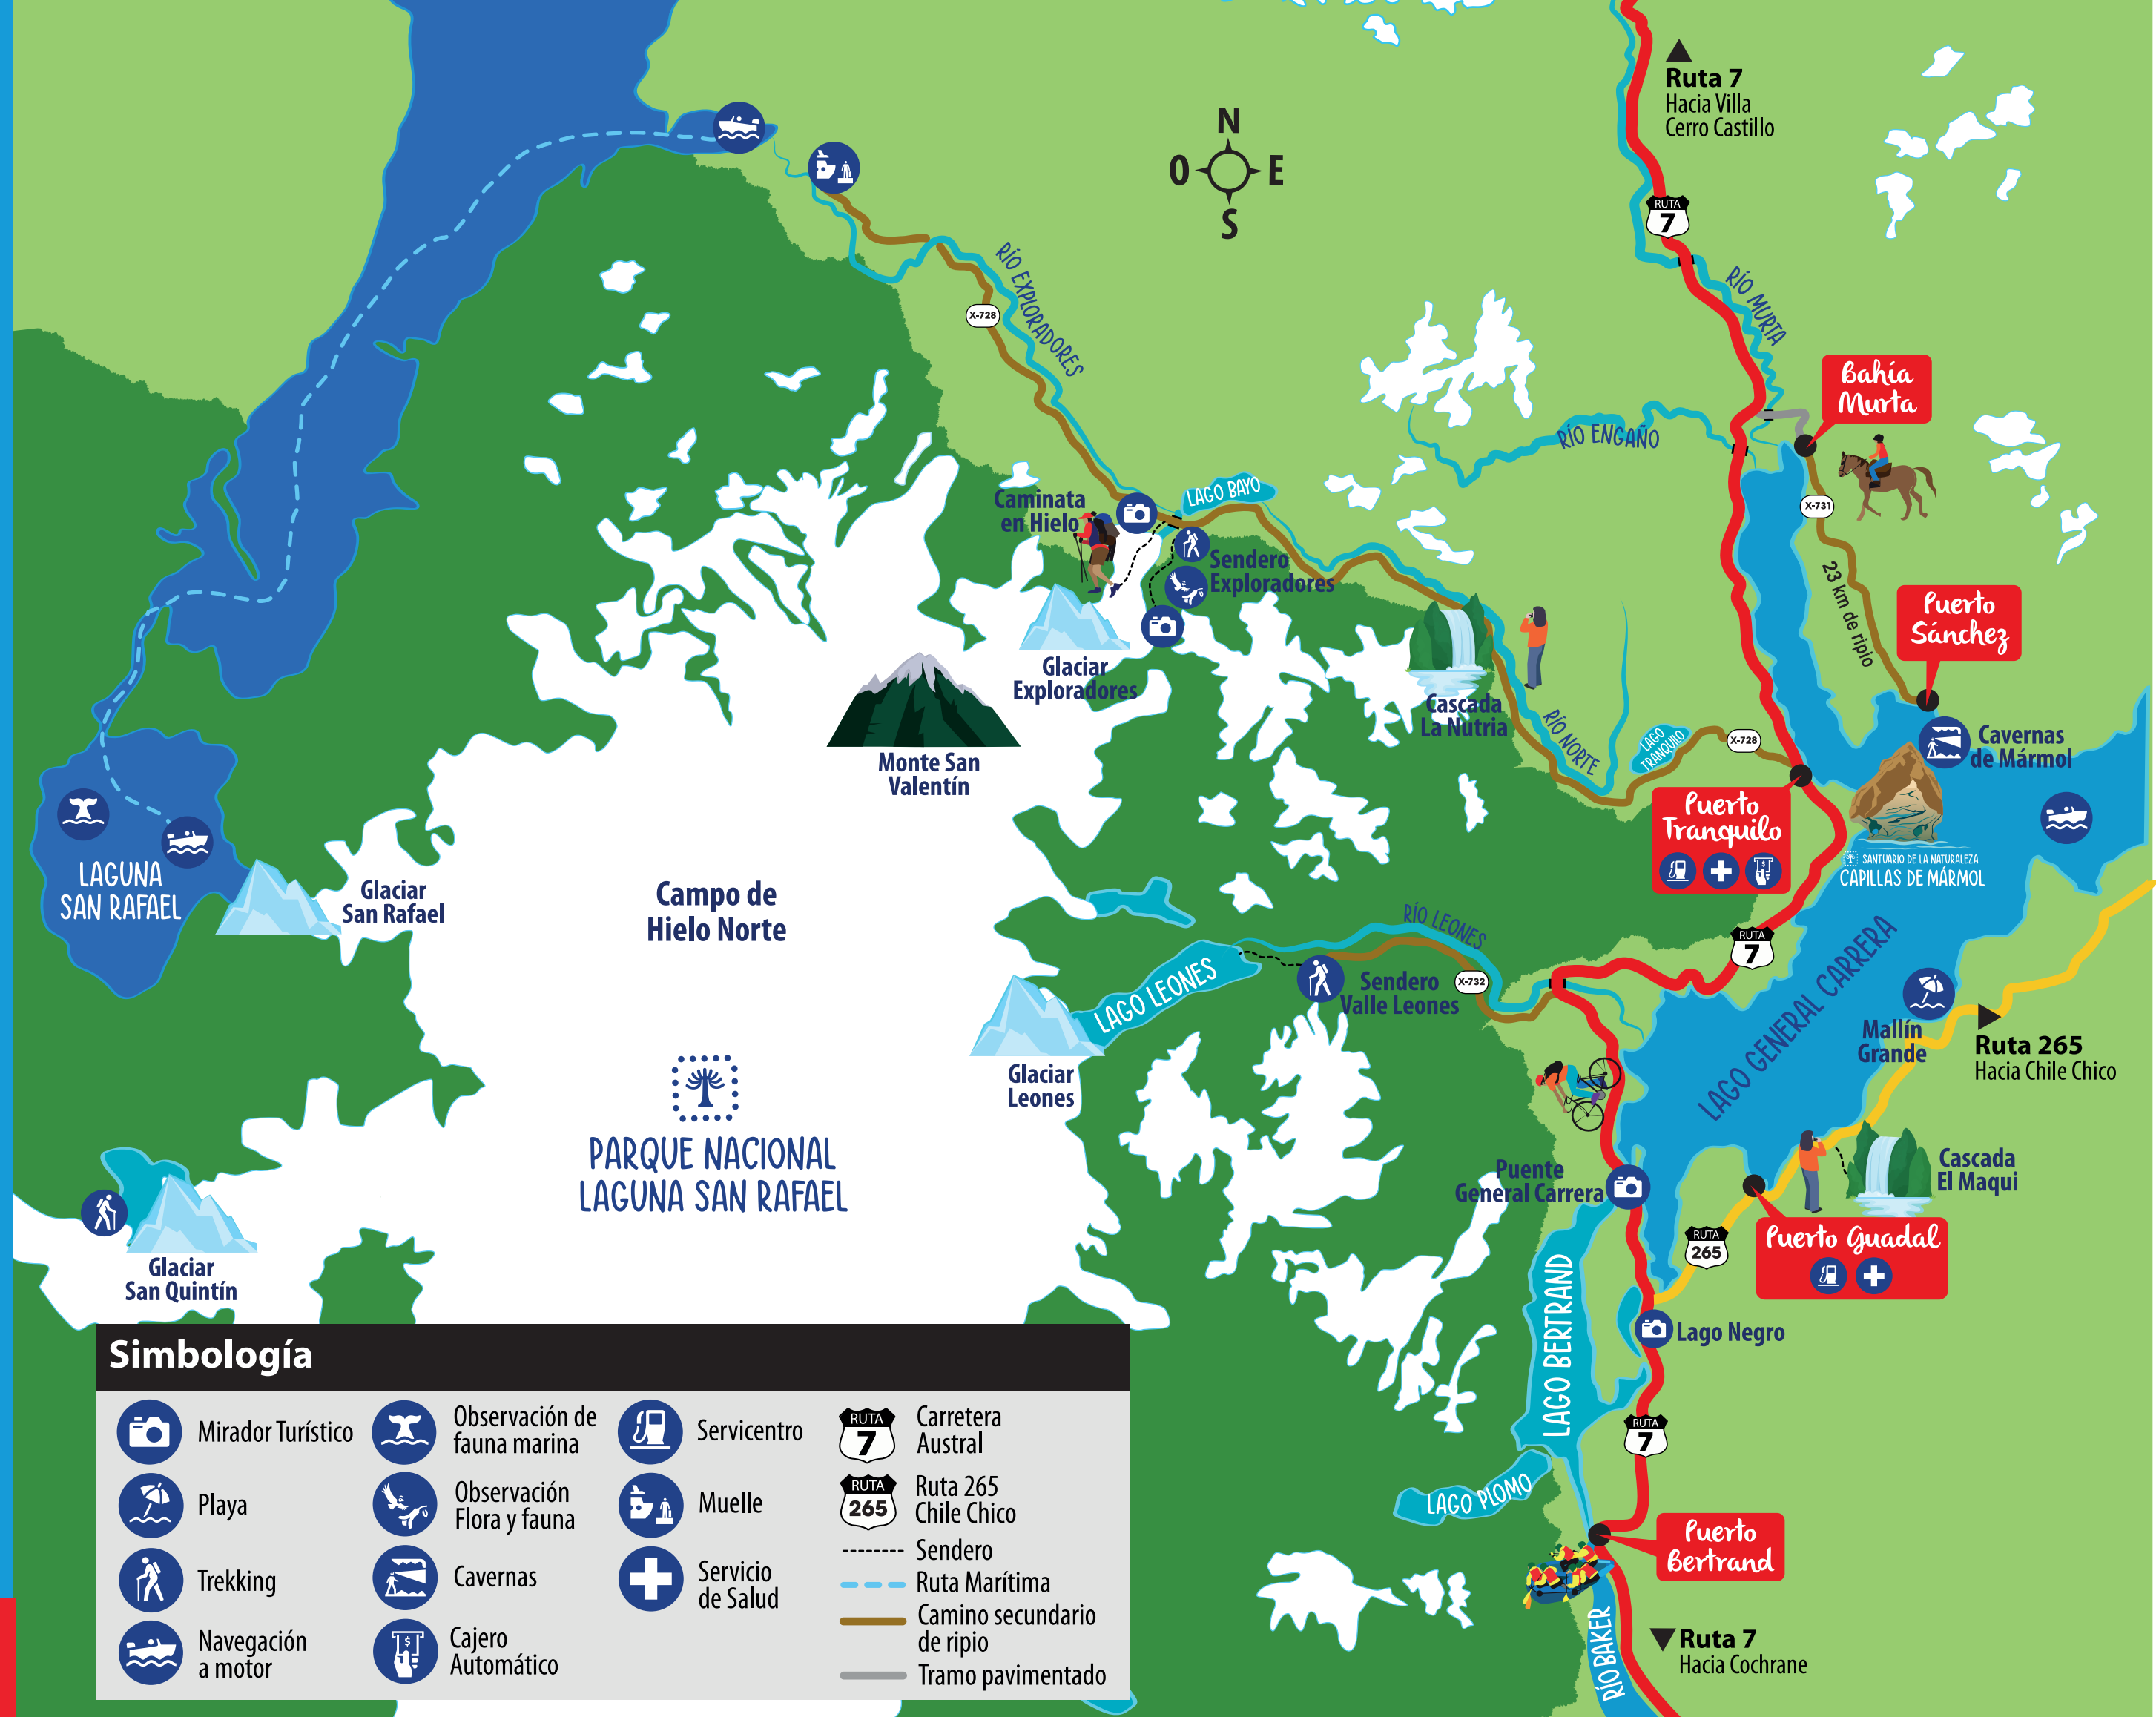 Ruta 7
Hacia Villa
Cerro Castillo
N
O
E
S
RUTA
7
RÍO EXPLORADORES
X-728
RÍO MURTA
Bahía
Murta
RÍO ENGAÑO
X-731
23 km de ripio
Puerto
Sánchez
LAGO BAYO
Caminata
en Hielo
Sendero
Exploradores
Glaciar
Exploradores
Cascada
La Nutria
RÍO NORTE
LAGO
TRANQUILO
X-728
Cavernas
de Mármol
Monte San
Valentín
Puerto
Tranquilo
SANTUARIO DE LA NATURALEZA
CAPILLAS DE MÁRMOL
LAGUNA
SAN RAFAEL
Glaciar
San Rafael
Campo de
Hielo Norte
RÍO LEONES
RUTA
7
LAGO LEONES
Sendero
Valle Leones
X-732
LAGO GENERAL CARRERA
Mallín
Grande
Ruta 265
Hacia Chile Chico
Glaciar
Leones
PARQUE NACIONAL
LAGUNA SAN RAFAEL
Puente
General Carrera
Cascada
El Maqui
RUTA
265
Puerto Guadal
Glaciar
San Quintín
LAGO BERTRAND
Lago Negro
RUTA
7
LAGO PLOMO
Puerto
Bertrand
RÍO BAKER
Ruta 7
Hacia Cochrane
Simbología
Mirador Turístico
Playa
Trekking
Navegación
a motor
Observación de
fauna marina
Observación
Flora y fauna
Cavernas
$
Cajero
Automático
Servicentro
Muelle
Servicio
de Salud
RUTA
7
Carretera
Austral
RUTA
265
Ruta 265
Chile Chico
Sendero
Ruta Marítima
Camino secundario
de ripio
Tramo pavimentado